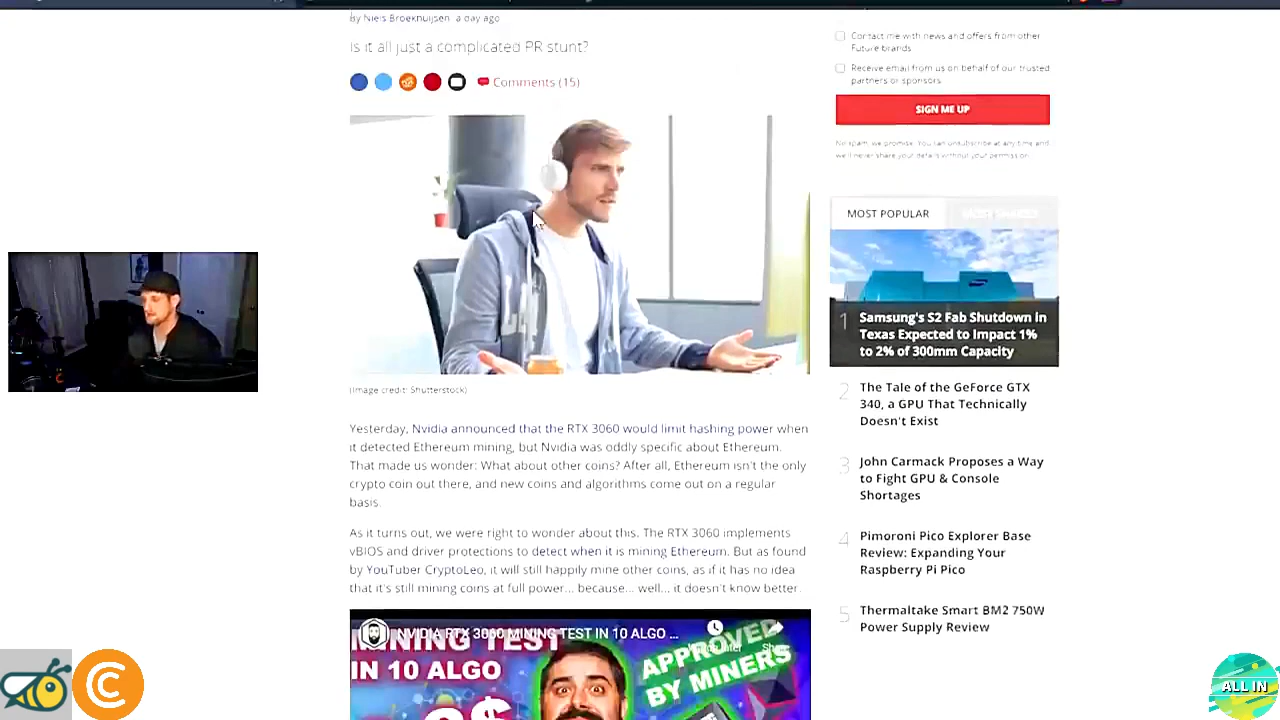 By Niels Broekhuijsen a day ago
Is it all just a complicated PR stunt?
Comments (15)
(Image credit: Shutterstock)
Yesterday, Nvidia announced that the RTX 3060 would limit hashing power when
it detected Ethereum mining, but Nvidia was oddly specific about Ethereum.
That made us wonder: What about other coins? After all, Ethereum isn't the only
crypto coin out there, and new coins and algorithms come out on a regular
basis.
As it turns out, we were right to wonder about this. The RTX 3060 implements
vBIOS and driver protections to detect when it is mining Ethereum. But as found
by YouTuber CryptoLeo, it will still happily mine other coins, as if it has no idea
that it's still mining coins at full power... because... well... it doesn't know better.
NVIDIA RTX 3060 MINING TEST IN 10 ALGO ...
MINING TEST
IN 10 ALGO
APPROVED
BY MINERS
Contact me with news and offers from other
Future brands
Receive email from us on behalf of our trusted
partners or sponsors
SIGN ME UP
No spam, we promise. You can unsubscribe at any time and
we'll never share your details without your permission.
MOST POPULAR
MOST SHARED
1
Samsung's S2 Fab Shutdown in
Texas Expected to Impact 1%
to 2% of 300mm Capacity
2
The Tale of the GeForce GTX
340, a GPU That Technically
Doesn't Exist
3
John Carmack Proposes a Way
to Fight GPU & Console
Shortages
4
Pimoroni Pico Explorer Base
Review: Expanding Your
Raspberry Pi Pico
5
Thermaltake Smart BM2 750W
Power Supply Review
ALL IN